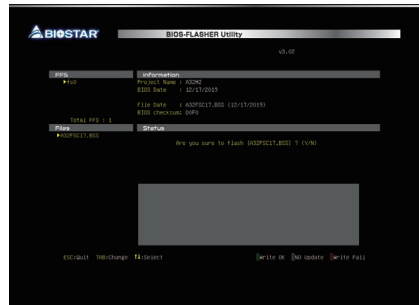 BIOSTAR
BIOS-FLASHER Utility
v3.02
FFS
Information
▶fs0
Project Name : A32M2
BIOS Date : 12/17/2019
File Date : A32FSC17.BSS (12/17/2019)
BIOS checksum: D0F0
Total FFS : 1
Files
Status
▶A32FSC17.BSS
Are you sure to flash [A32FSC17.BSS] ? (Y/N)
ESC:Quit TAB:Change ↑↓:Select
Write OK NO Update Write Fail